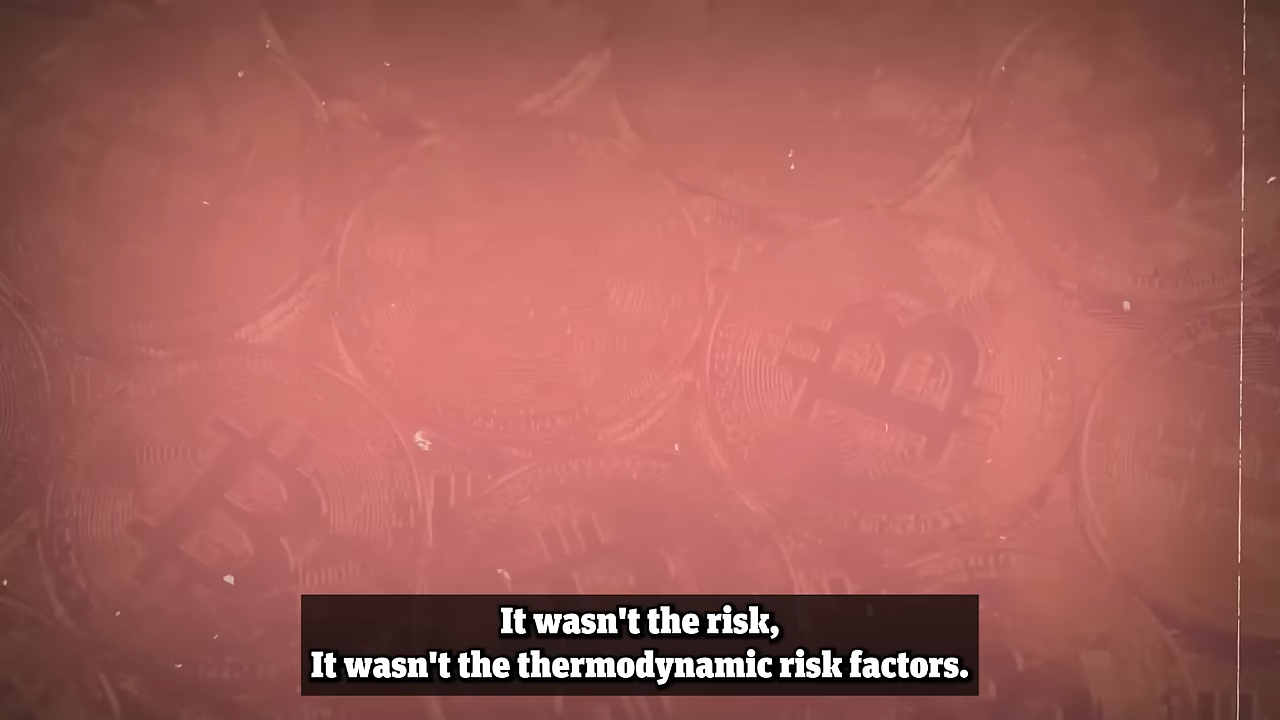 It wasn't the risk,
It wasn't the thermodynamic risk factors.